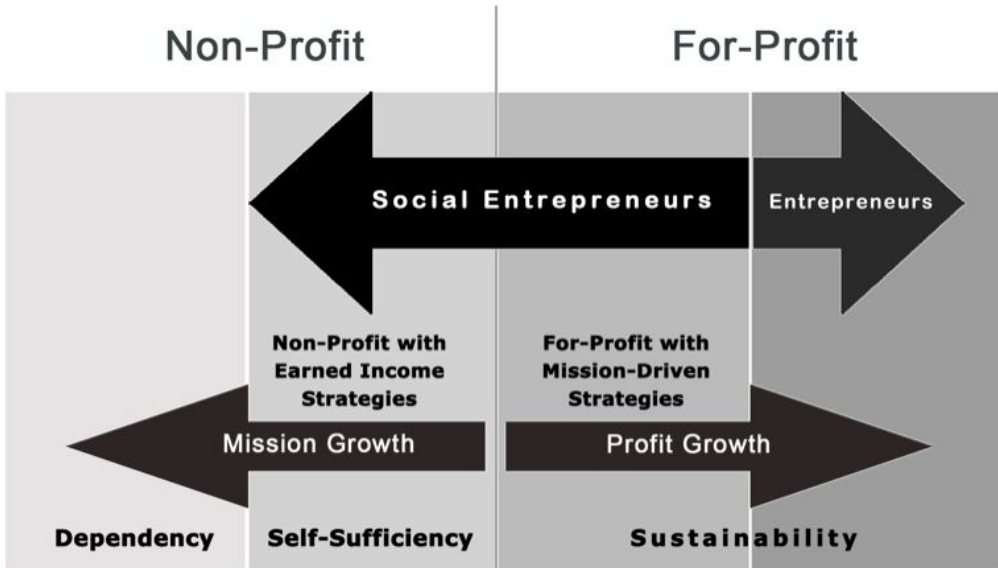 Non-Profit
For-Profit
Social Entrepreneurs
Entrepreneurs
Non-Profit with
Earned Income
Strategies
For-Profit with
Mission-Driven
Strategies
Mission Growth
Profit Growth
Dependency
Self-Sufficiency
Sustainability